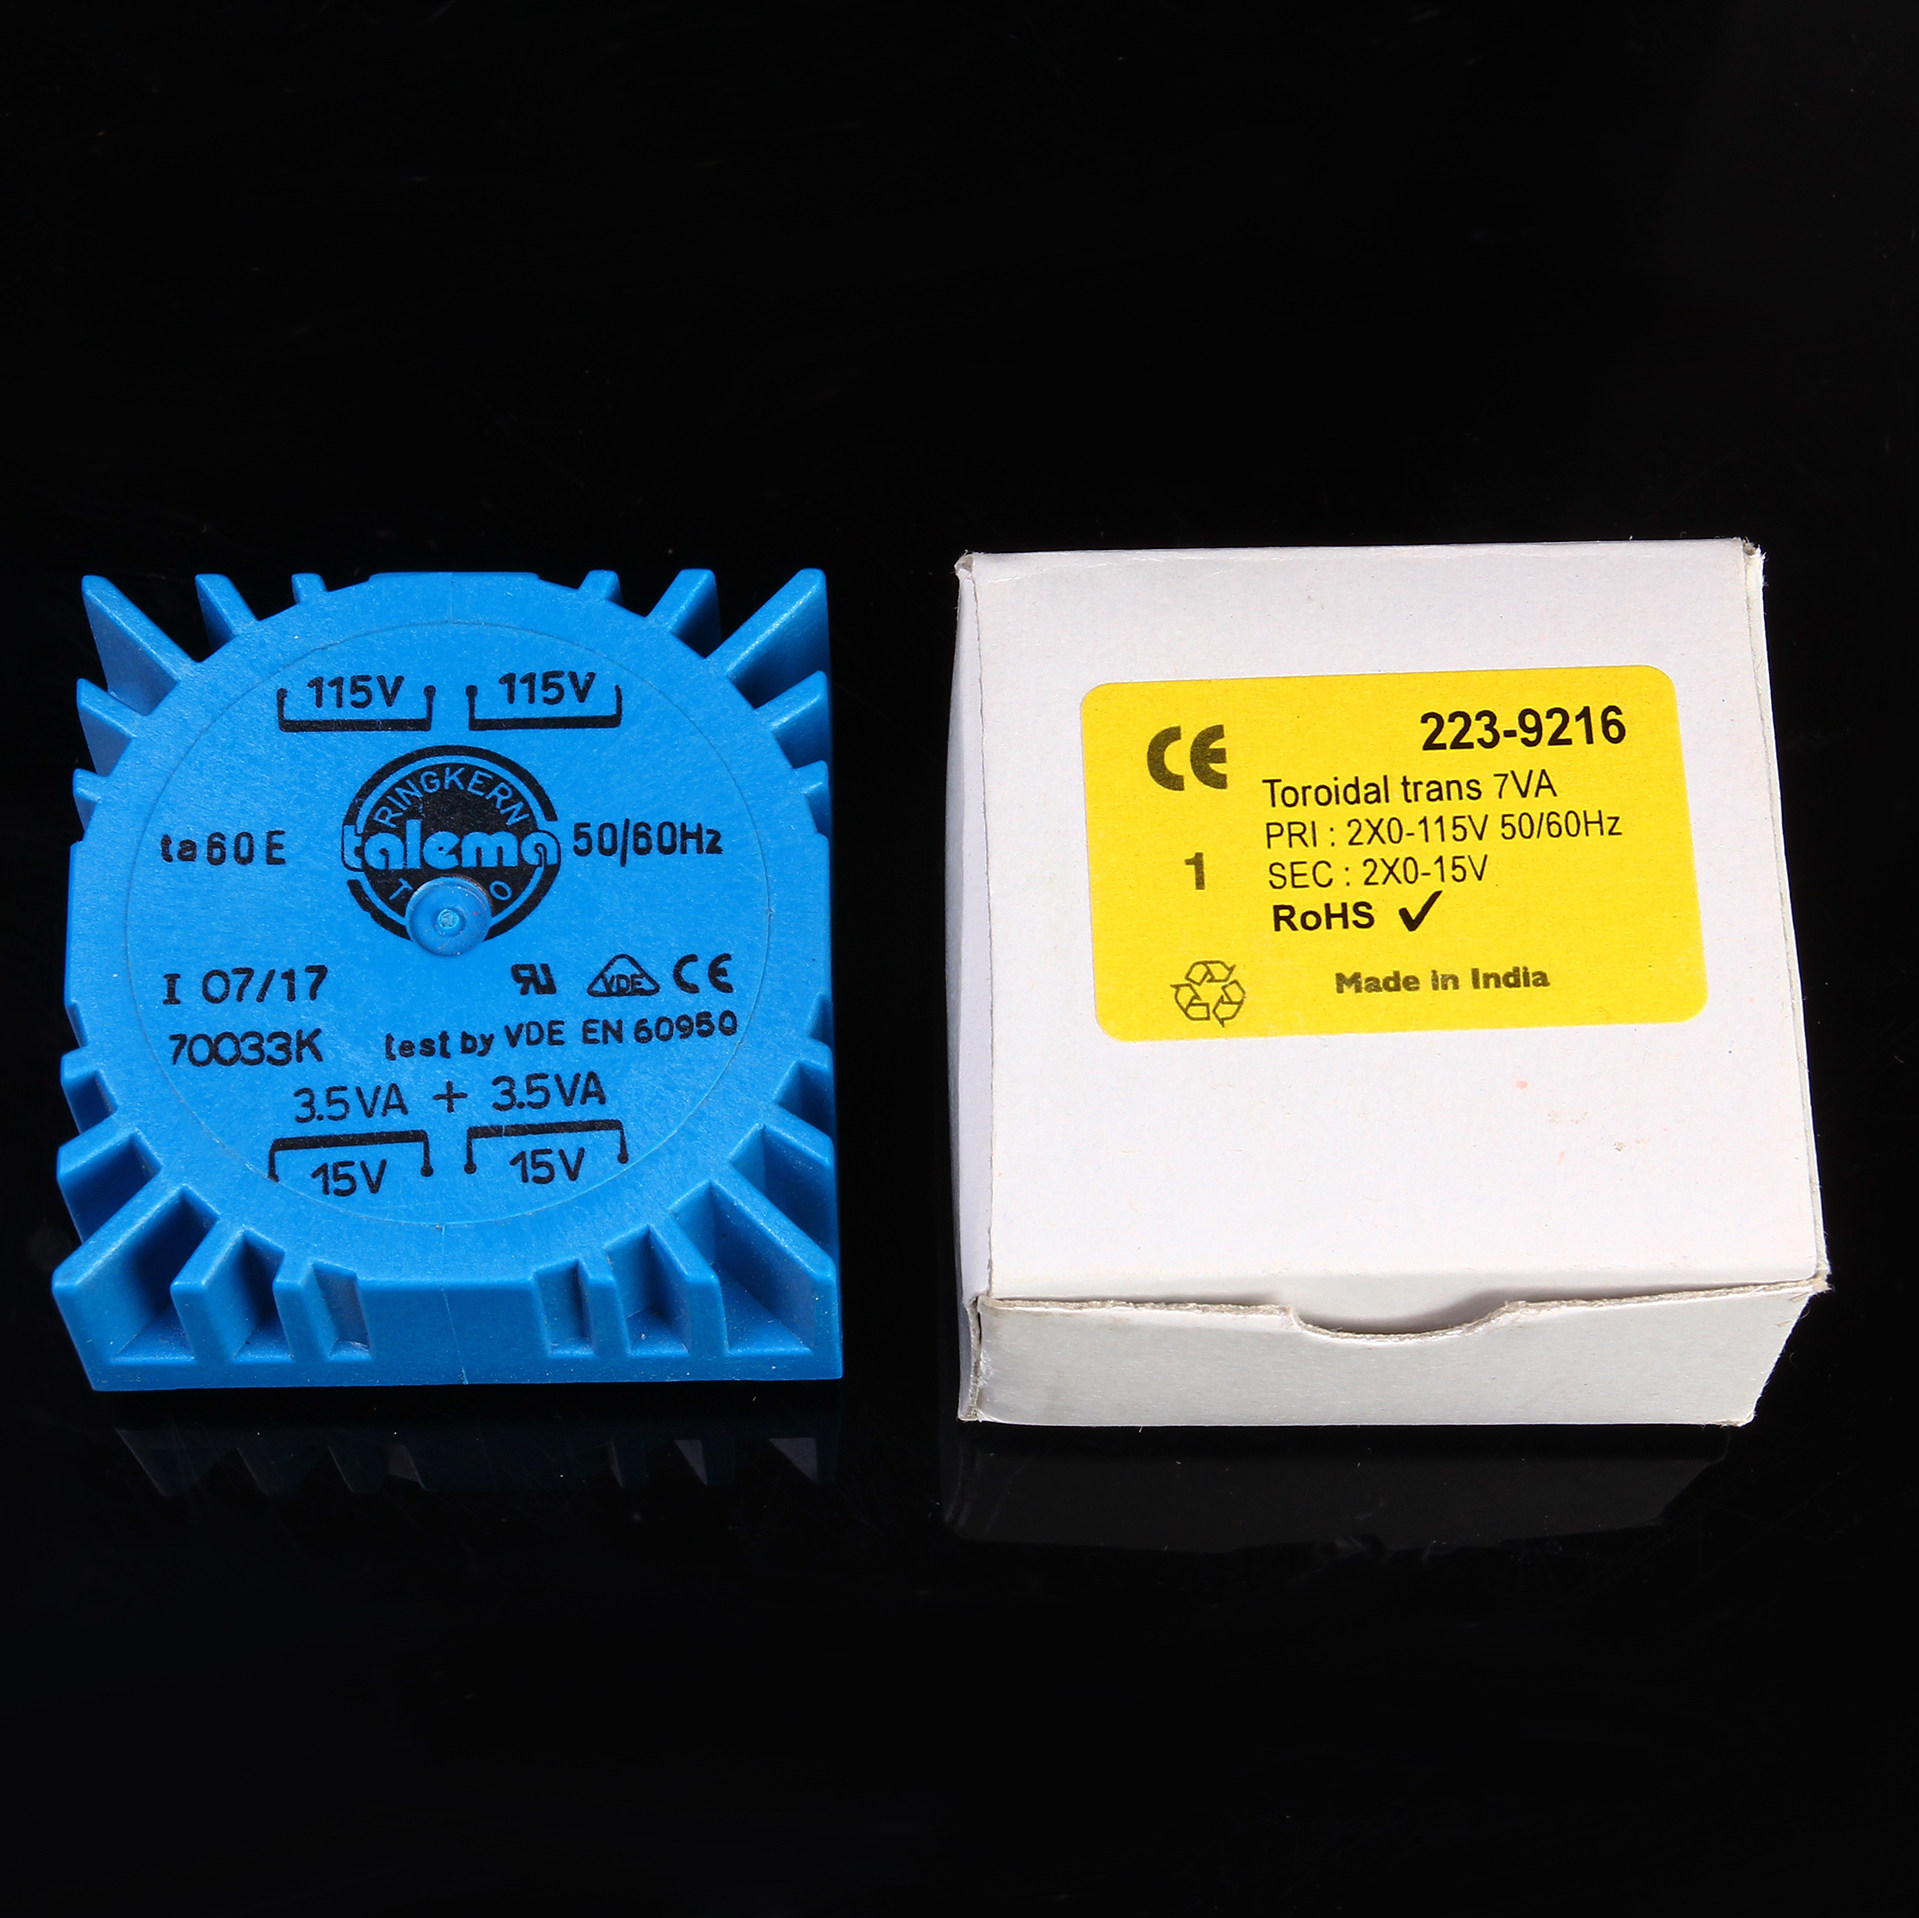 115V 115V
RINGKERN
talema
ta60E 50/60Hz
I 07/17 VDE CE
70033K test by VDE EN 60950
3.5VA + 3.5VA
15V 15V
CE 223-9216
Toroidal trans 7VA
PRI : 2X0-115V 50/60Hz
1 SEC : 2X0-15V
RoHS ✓
Made in India